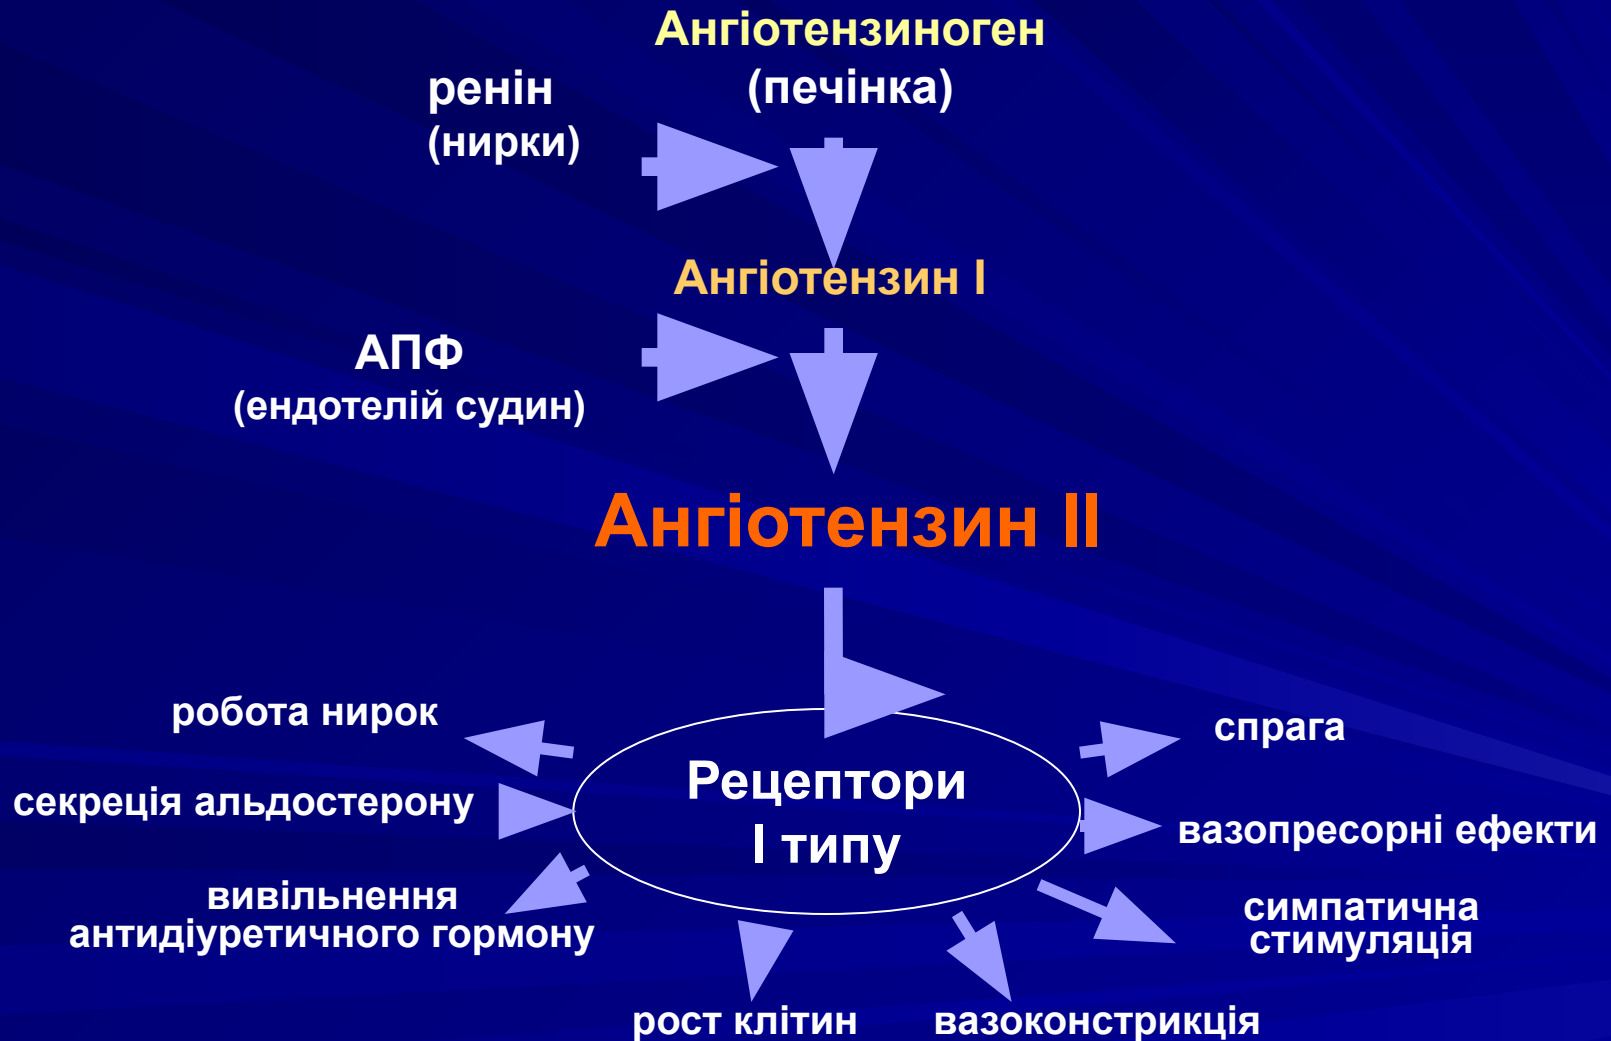 Ангіотензиноген
(печінка)
ренін
(нирки)
Ангіотензин I
АПФ
(ендотелій судин)
Ангіотензин II
робота нирок
секреція альдостерону
вивільнення
антидіуретичного гормону
Рецептори
I типу
спрага
вазопресорні ефекти
симпатична
стимуляція
рост клітин
вазоконстрикція